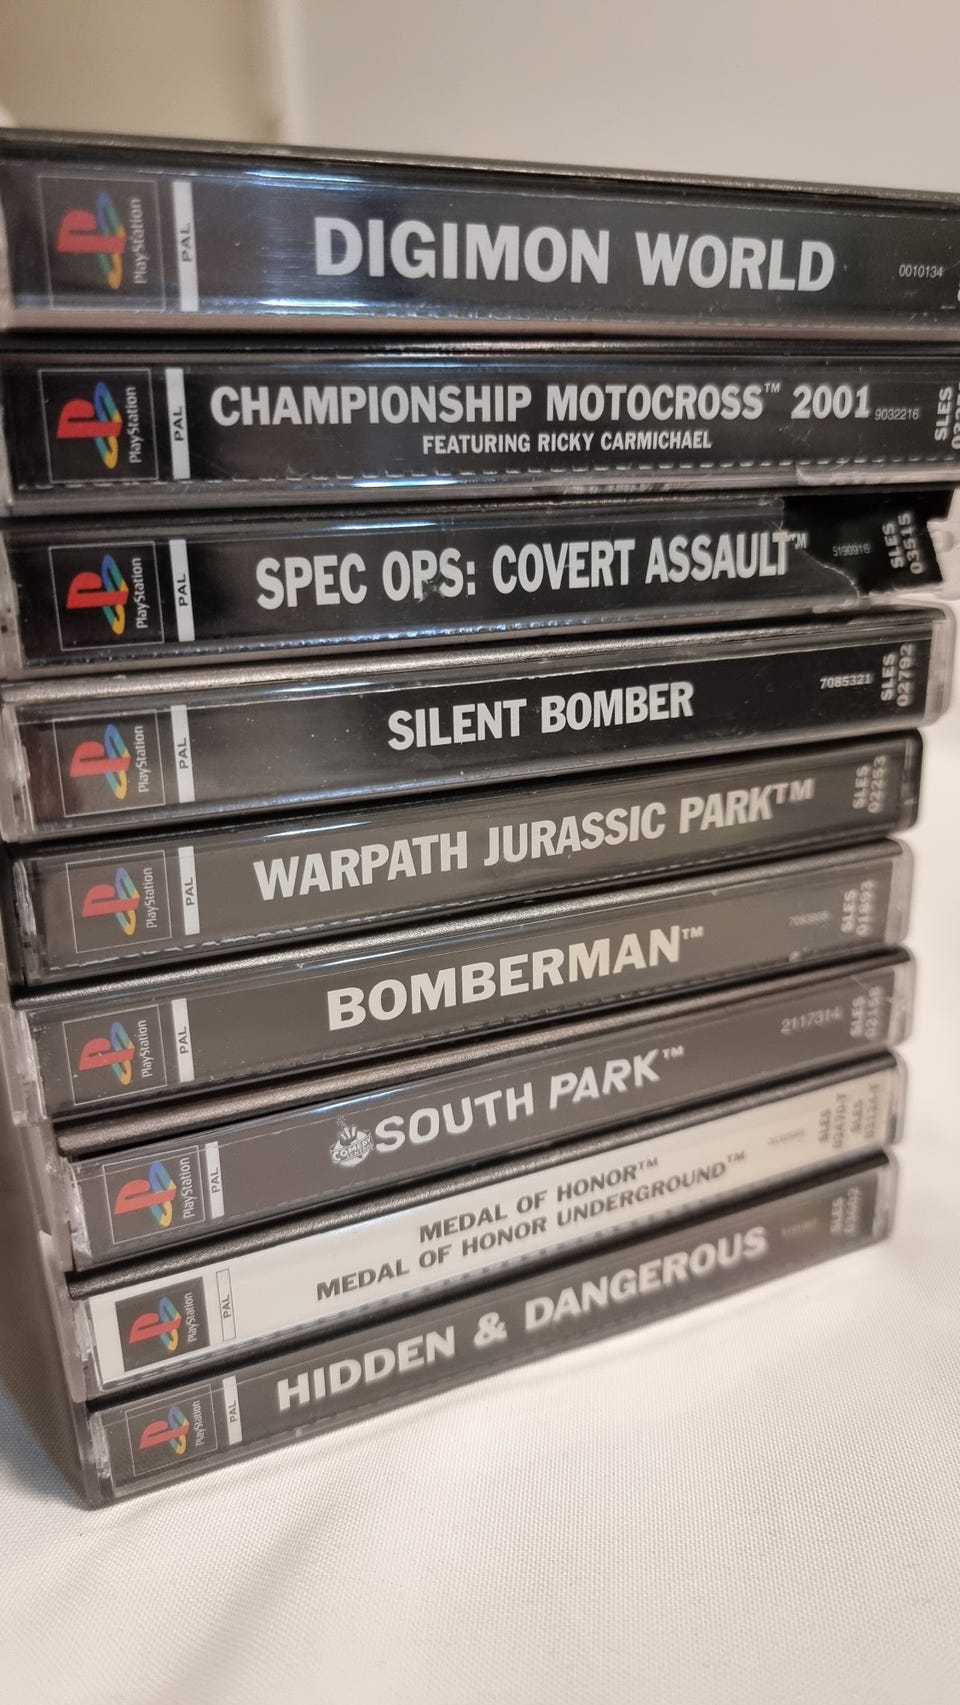 PlayStation
PAL
DIGIMON WORLD
0010134
PlayStation
PAL
CHAMPIONSHIP MOTOCROSS™ 2001
FEATURING RICKY CARMICHAEL
9032216
SLES
PlayStation
PAL
SPEC OPS: COVERT ASSAULT™
5190916
SLES
03515
PlayStation
PAL
SILENT BOMBER
7085321
SLES
02792
PlayStation
PAL
WARPATH JURASSIC PARK™
SLES
02253
PlayStation
PAL
BOMBERMAN™
SLES
01893
PlayStation
PAL
COMEDY
SOUTH PARK™
2117314
SLES
PlayStation
PAL
MEDAL OF HONOR™
MEDAL OF HONOR UNDERGROUND™
SLES
SLES
PlayStation
PAL
HIDDEN & DANGEROUS
SLES